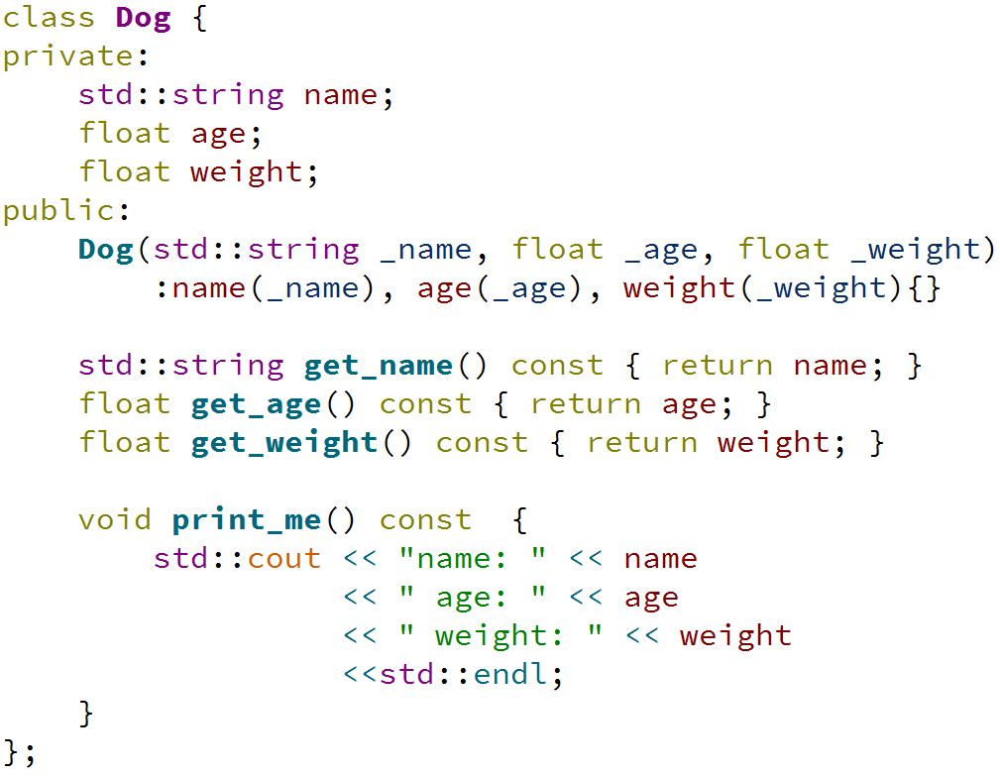 class Dog {
private:
    std::string name;
    float age;
    float weight;
public:
    Dog(std::string _name, float _age, float _weight)
        :name(_name), age(_age), weight(_weight){}

    std::string get_name() const { return name; }
    float get_age() const { return age; }
    float get_weight() const { return weight; }

    void print_me() const  {
        std::cout << "name: " << name
                  << " age: " << age
                  << " weight: " << weight
                  <<std::endl;
    }
};